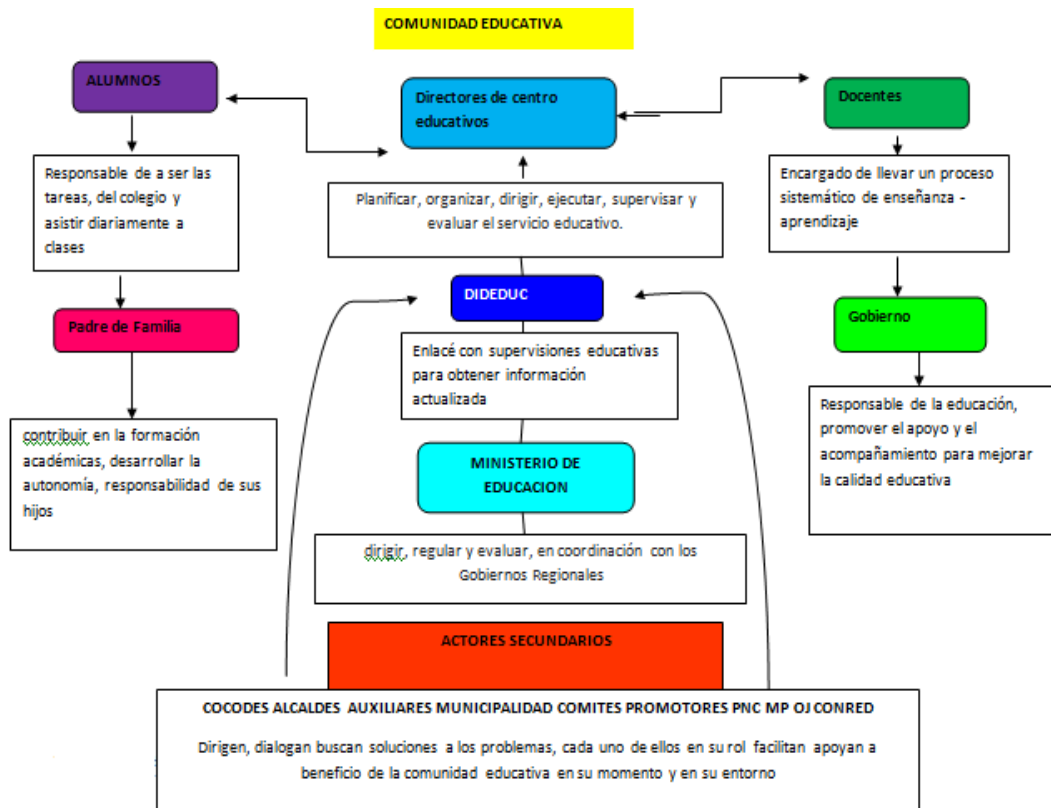 COMUNIDAD EDUCATIVA
ALUMNOS
Directores de centro
educativos
Docentes
Responsable de a ser las
tareas, del colegio y
asistir diariamente a
clases
Planificar, organizar, dirigir, ejecutar, supervisar y
evaluar el servicio educativo.
Encargado de llevar un proceso
sistemático de enseñanza -
aprendizaje
Padre de Familia
DIDEDUC
Gobierno
Enlacé con supervisiones educativas
para obtener información
actualizada
contribuir en la formación
académicas, desarrollar la
autonomía, responsabilidad de sus
hijos
Responsable de la educación,
promover el apoyo y el
acompañamiento para mejorar
la calidad educativa
MINISTERIO DE
EDUCACION
dirigir, regular y evaluar, en coordinación con los
Gobiernos Regionales
ACTORES SECUNDARIOS
COCODES ALCALDES AUXILIARES MUNICIPALIDAD COMITES PROMOTORES PNC MP OJ CONRED
Dirigen, dialogan buscan soluciones a los problemas, cada uno de ellos en su rol facilitan apoyan a
beneficio de la comunidad educativa en su momento y en su entorno